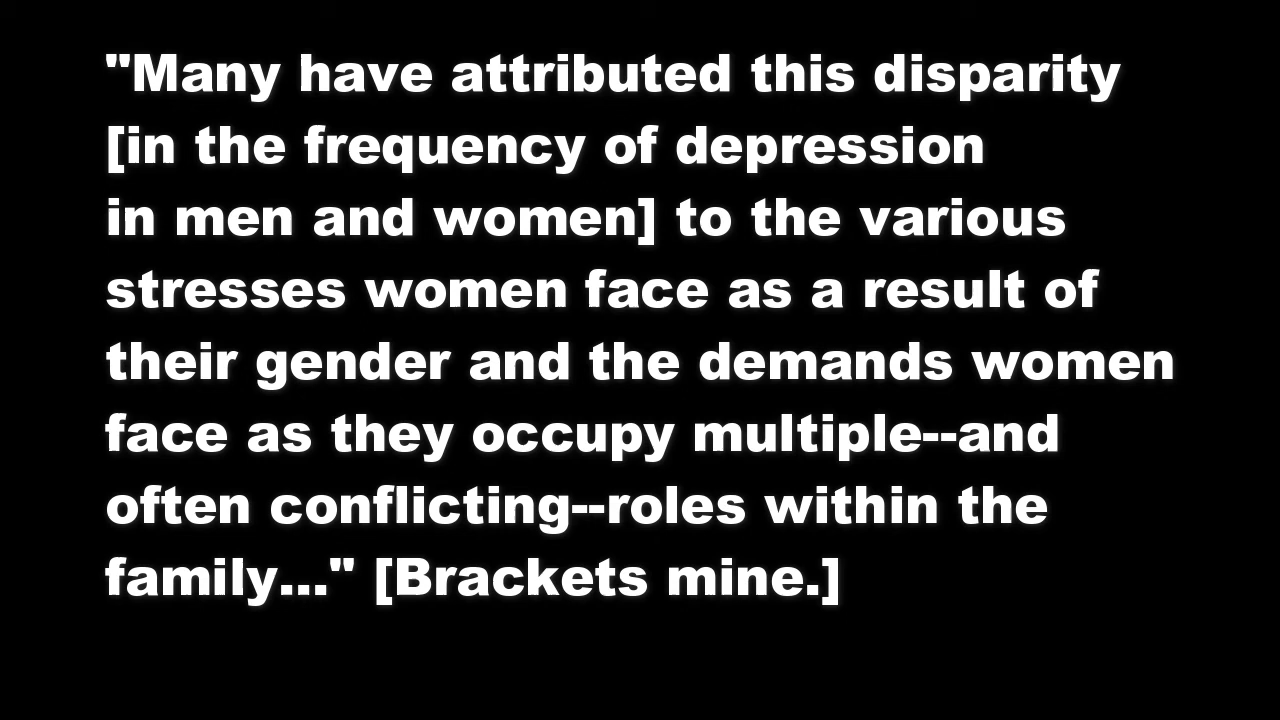 "Many have attributed this disparity
[in the frequency of depression
in men and women] to the various
stresses women face as a result of
their gender and the demands women
face as they occupy multiple--and
often conflicting--roles within the
family..." [Brackets mine.]